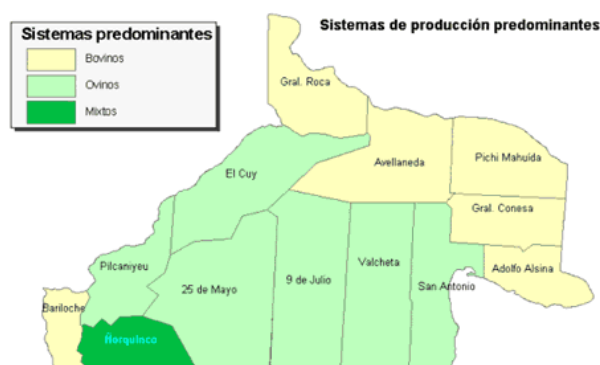 Sistemas de producción predominantes
Sistemas predominantes
Bovinos
Ovinos
Mixtos
Gral. Roca
Avellaneda
Pichi Mahuída
El Cuy
Gral. Conesa
Pilcaniyeu
25 de Mayo
9 de Julio
Valcheta
San Antonio
Adolfo Alsina
Bariloche
Ñorquinco